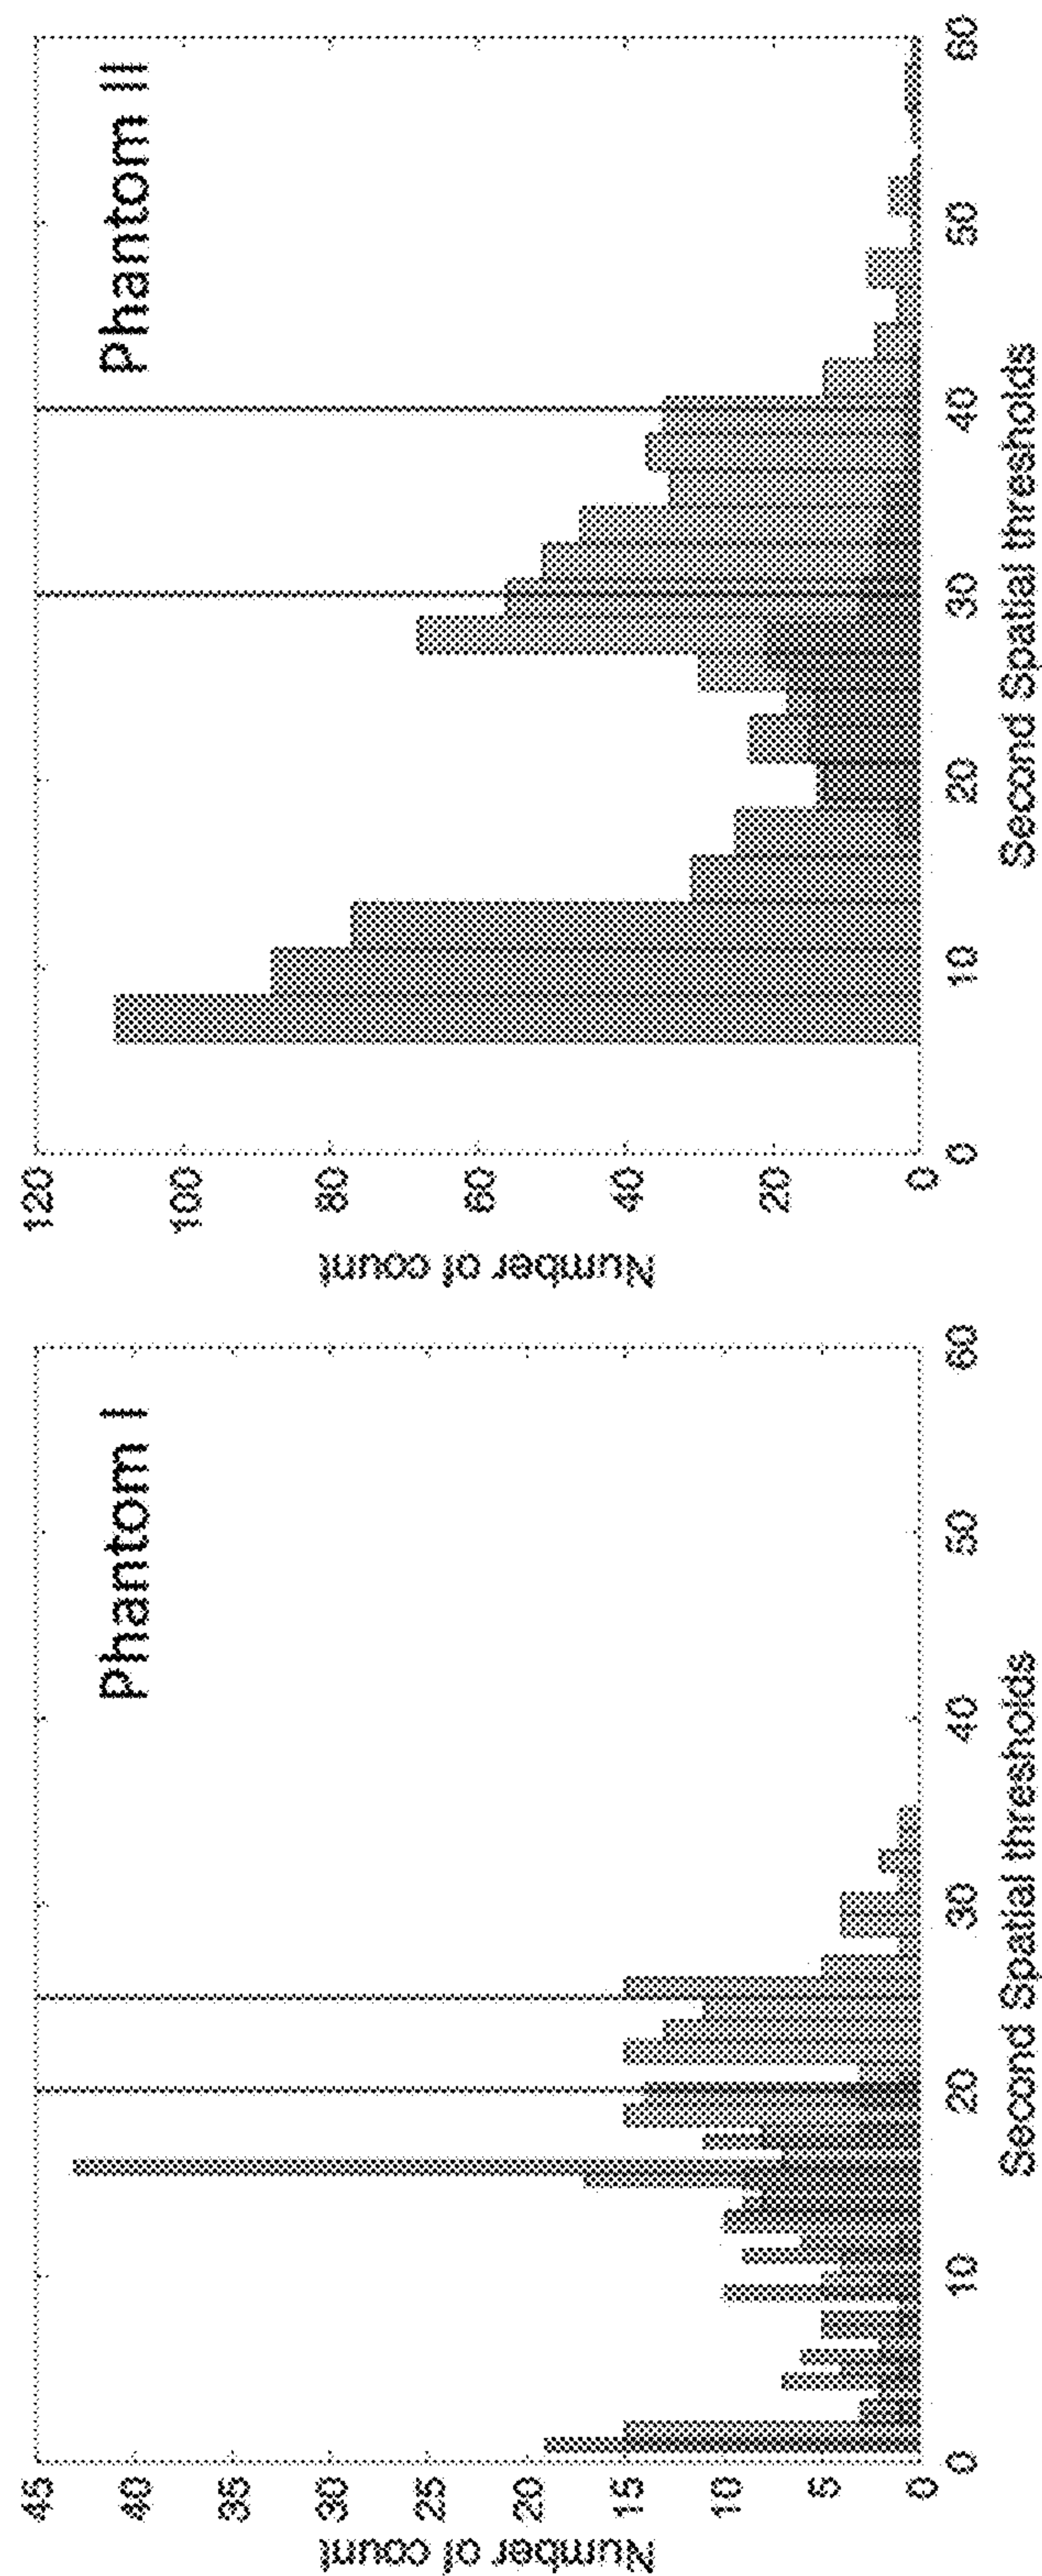 Phantom I
Number of count
45
40
35
30
25
20
15
10
5
0
0 10 20 30 40 50 60
Second Spatial thresholds
Phantom II
Number of count
120
100
80
60
40
20
0
0 10 20 30 40 50 60
Second Spatial thresholds